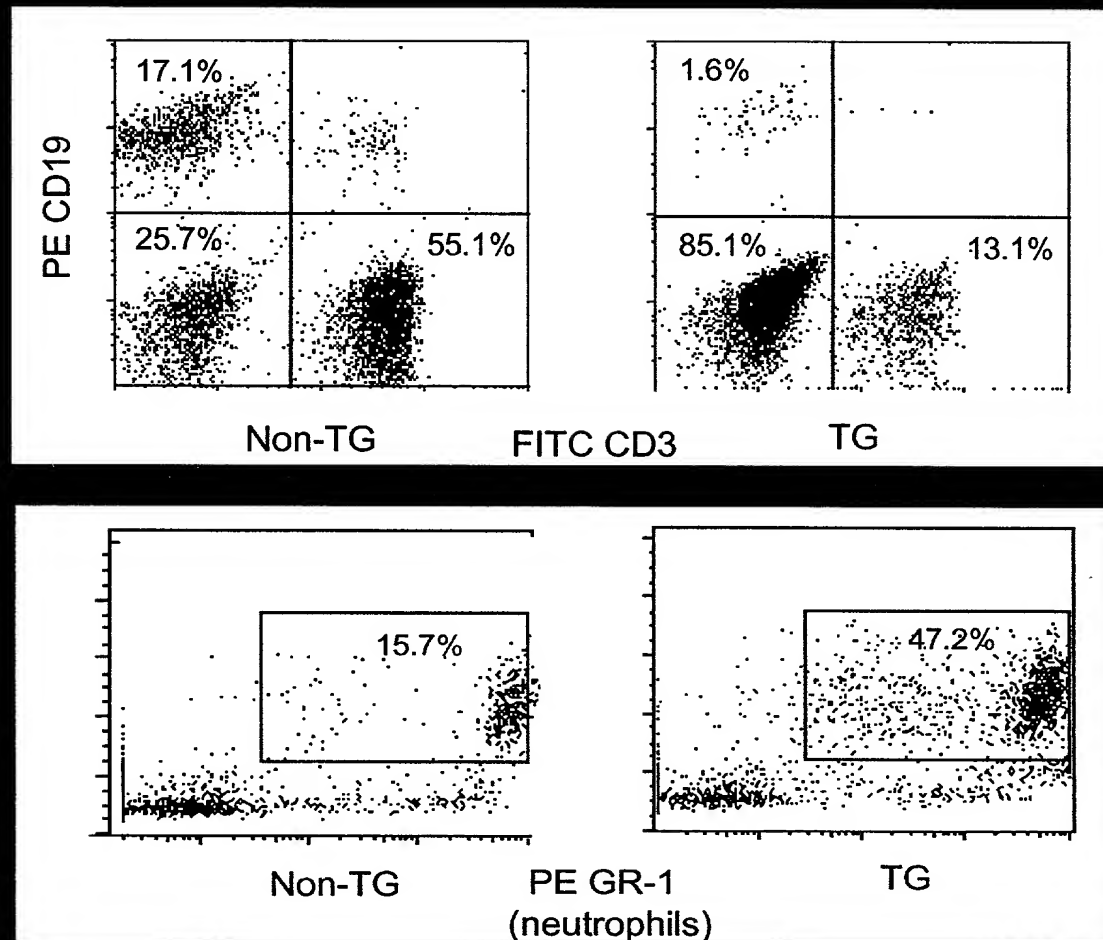 17.1%
1.6%
PE CD19
25.7%
55.1%
85.1%
13.1%
Non-TG
FITC CD3
TG
15.7%
47.2%
Non-TG
PE GR-1
TG
(neutrophils)